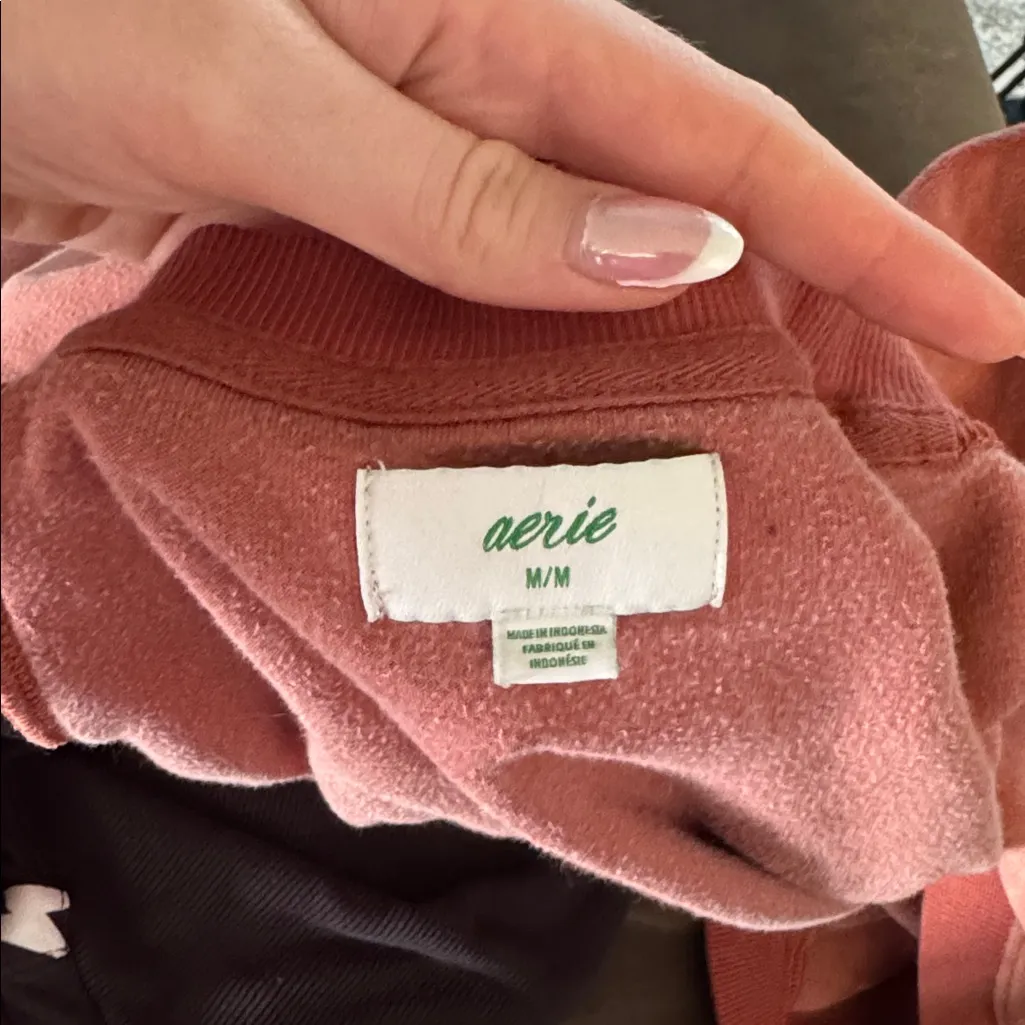 aerie
M/M
MADE IN INDONESIA
FABRIQUÉ EN
INDONÉSIE